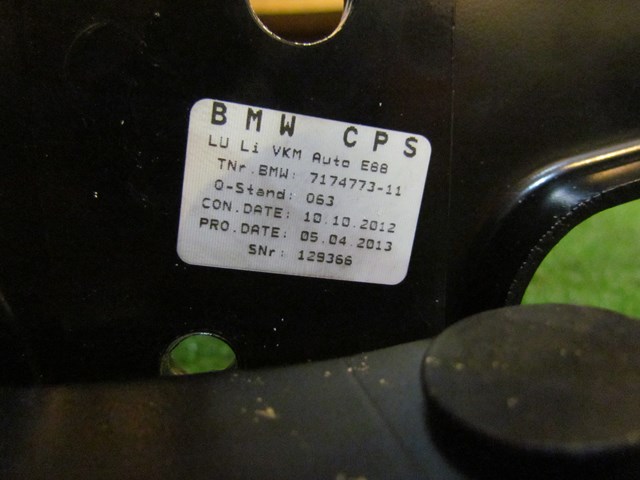 BMW CPS
LU Li VKM Auto E88
TNr.BMW: 7174773-11
O-Stand: 063
CON.DATE: 10.10.2012
PRO.DATE: 05.04.2013
SNr: 129366